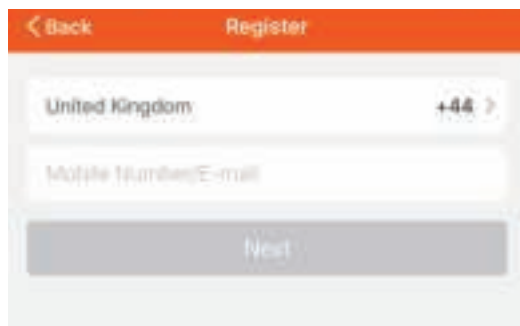 Back
Register
United Kingdom
+44
Mobile Number/E-mail
Next